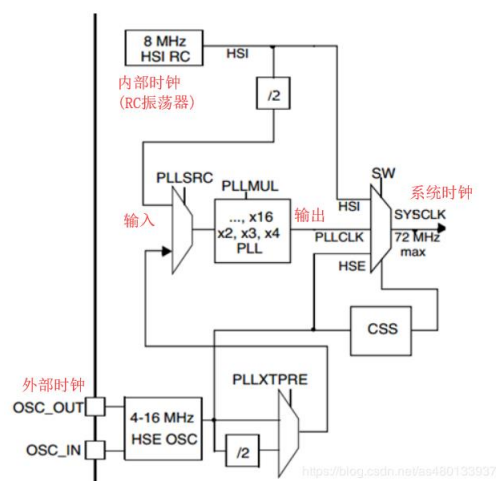 8 MHz
HSI RC
HSI
内部时钟
(RC振荡器)
/2
PLLSRC
PLLMUL
SW
系统时钟
输入
..., x16
x2, x3, x4
PLL
输出
HSI
SYSCLK
PLLCLK
72 MHz
max
HSE
CSS
外部时钟
PLLXTPRE
OSC_OUT
4-16 MHz
HSE OSC
OSC_IN
/2
https://blog.csdn.net/as480133937